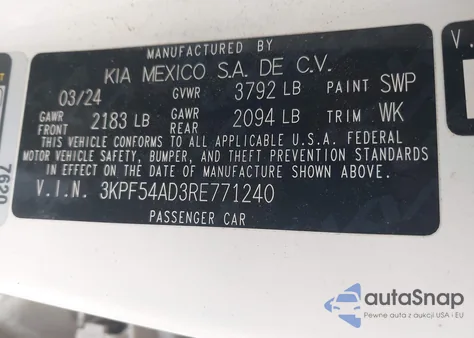 MANUFACTURED BY
KIA MEXICO S.A. DE C.V.
03/24 GVWR 3792 LB PAINT SWP
GAWR FRONT 2183 LB GAWR REAR 2094 LB TRIM WK
THIS VEHICLE CONFORMS TO ALL APPLICABLE U.S.A. FEDERAL
MOTOR VEHICLE SAFETY, BUMPER, AND THEFT PREVENTION STANDARDS
IN EFFECT ON THE DATE OF MANUFACTURE SHOWN ABOVE.
V.I.N. 3KPF54AD3RE771240
PASSENGER CAR
7620
V.
autoSnap
Pewne auta z aukcji USA i EU